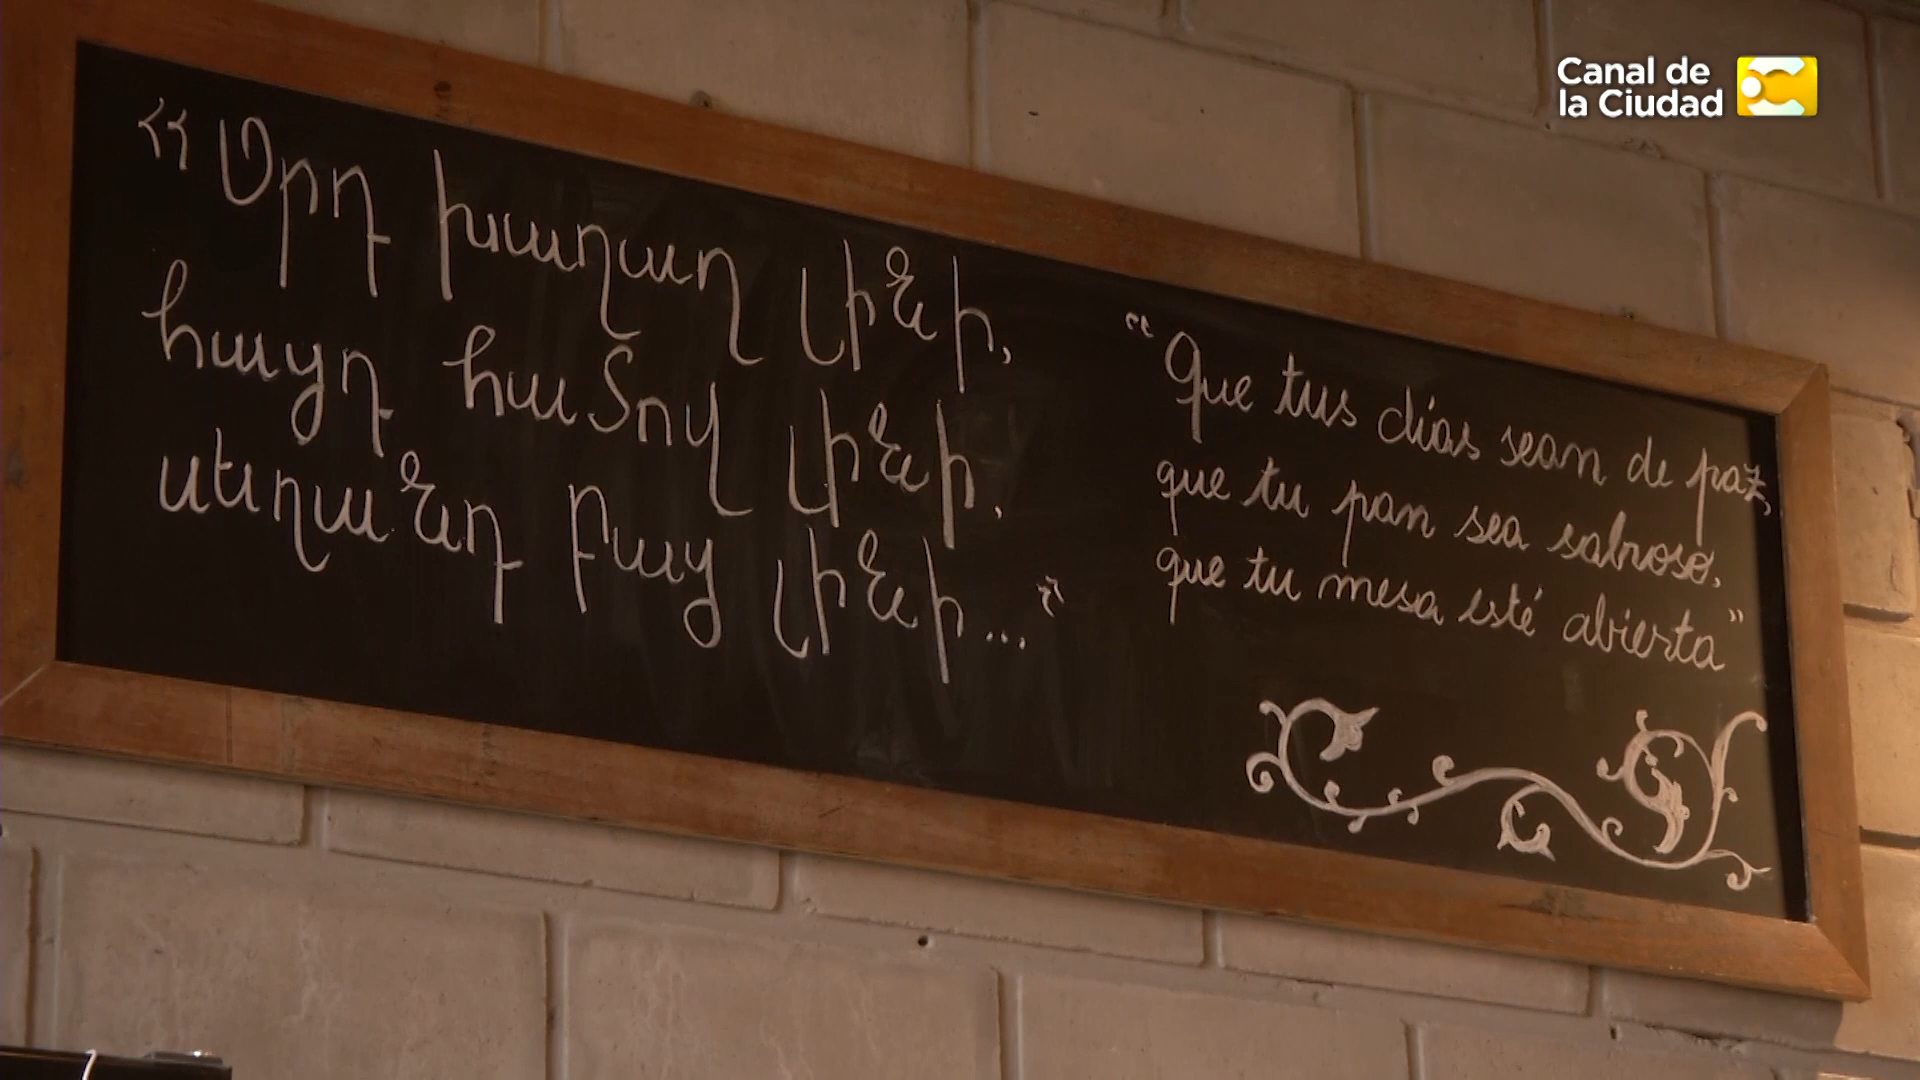 Canal de
la Ciudad
«Օրդ խաղաղ լինի,
հացդ համով լինի,
սեղանդ բաց լինի...»
“Que tus días sean de paz,
que tu pan sea sabroso,
que tu mesa esté abierta”